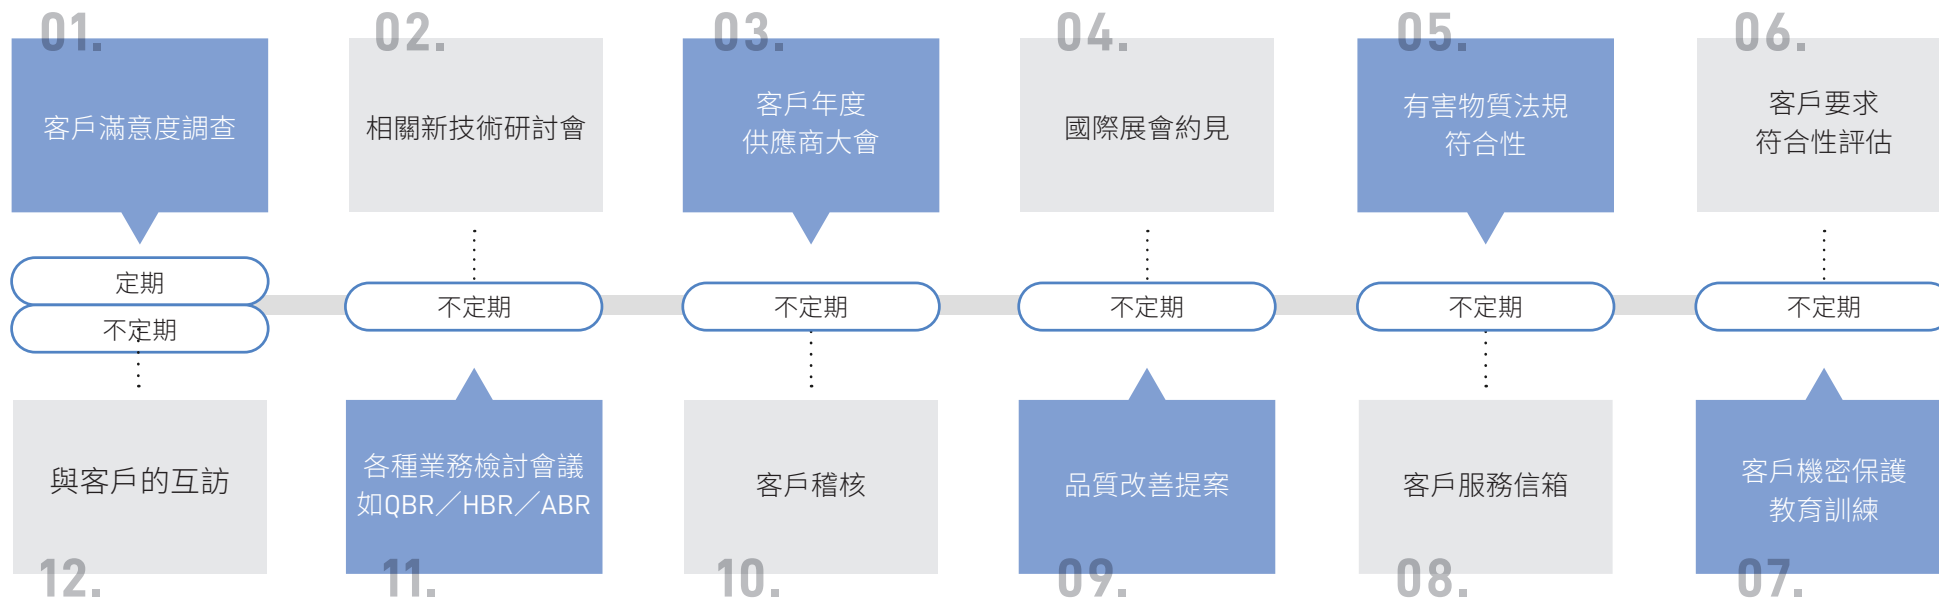 01.
客戶滿意度調查
02.
相關新技術研討會
03.
客戶年度
供應商大會
04.
國際展會約見
05.
有害物質法規
符合性
06.
客戶要求
符合性評估
定期
不定期
不定期
不定期
不定期
不定期
不定期
與客戶的互訪
12.
各種業務檢討會議
如QBR／HBR／ABR
11.
客戶稽核
10.
品質改善提案
09.
客戶服務信箱
08.
客戶機密保護
教育訓練
07.